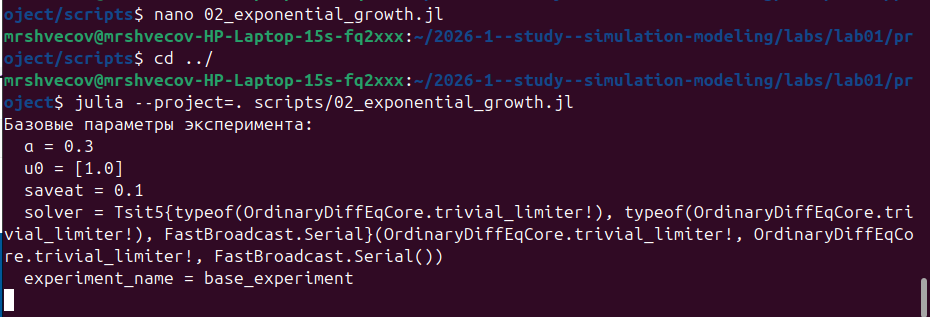 oject/scripts$ nano 02_exponential_growth.jl
mrshvecov@mrshvecov-HP-Laptop-15s-fq2xxx:~/2026-1--study--simulation-modeling/labs/lab01/pr
oject/scripts$ cd ../
mrshvecov@mrshvecov-HP-Laptop-15s-fq2xxx:~/2026-1--study--simulation-modeling/labs/lab01/pr
oject$ julia --project=. scripts/02_exponential_growth.jl
Базовые параметры эксперимента:
  α = 0.3
  u0 = [1.0]
  saveat = 0.1
  solver = Tsit5{typeof(OrdinaryDiffEqCore.trivial_limiter!), typeof(OrdinaryDiffEqCore.tri
vial_limiter!), FastBroadcast.Serial}(OrdinaryDiffEqCore.trivial_limiter!, OrdinaryDiffEqCo
re.trivial_limiter!, FastBroadcast.Serial())
  experiment_name = base_experiment